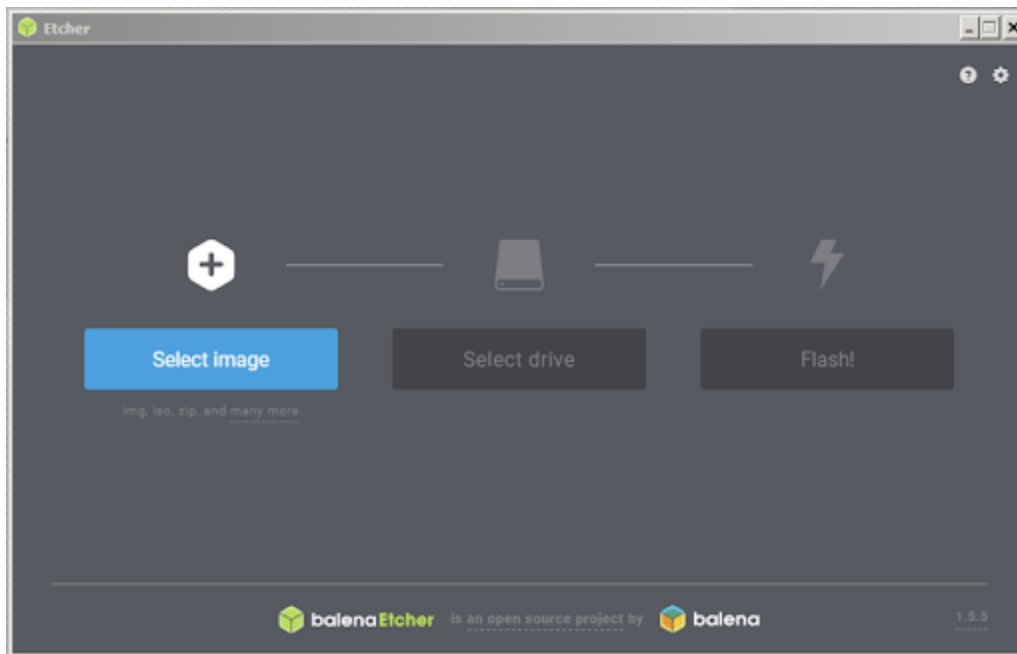 Etcher
Select image
Select drive
Flash!
img, iso, zip, and many more
balenaEtcher is an open source project by balena
1.5.5